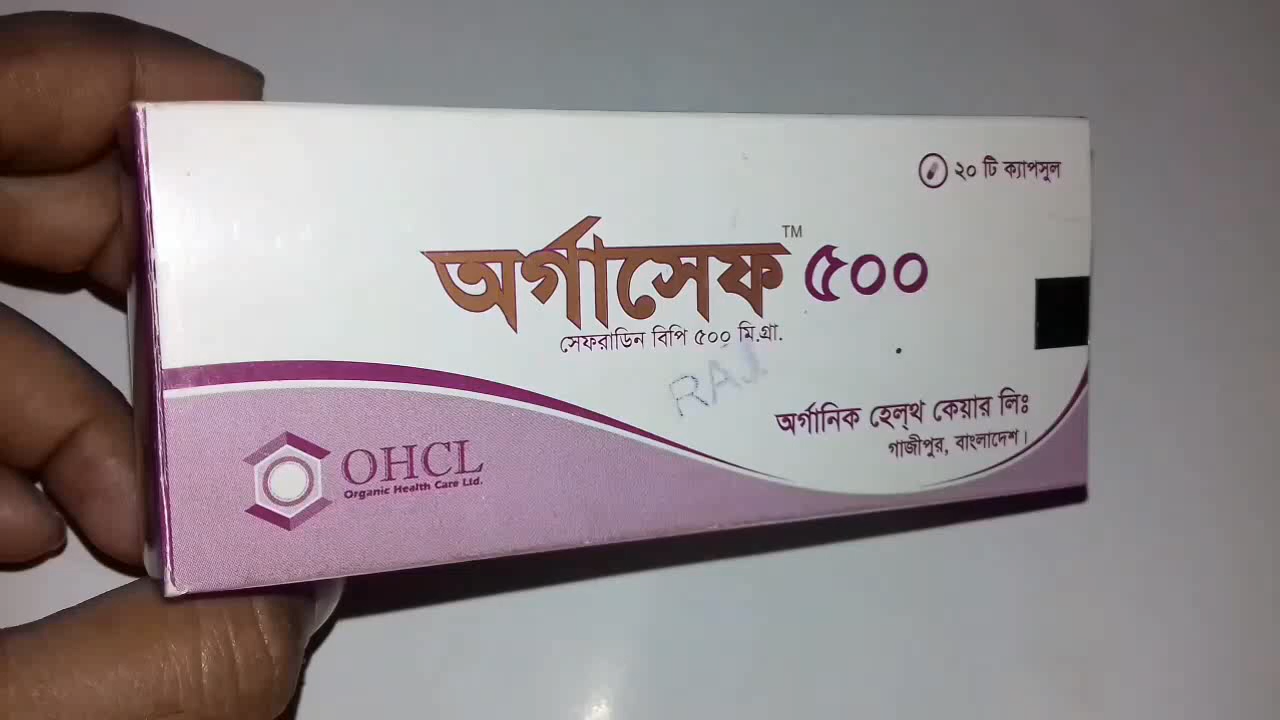 ২০ টি ক্যাপসুল
অর্গাসেফ™ ৫০০
সেফরাডিন বিপি ৫০০ মি.গ্রা.
RAJ
অর্গানিক হেল্‌থ কেয়ার লিঃ
গাজীপুর, বাংলাদেশ।
OHCL
Organic Health Care Ltd.